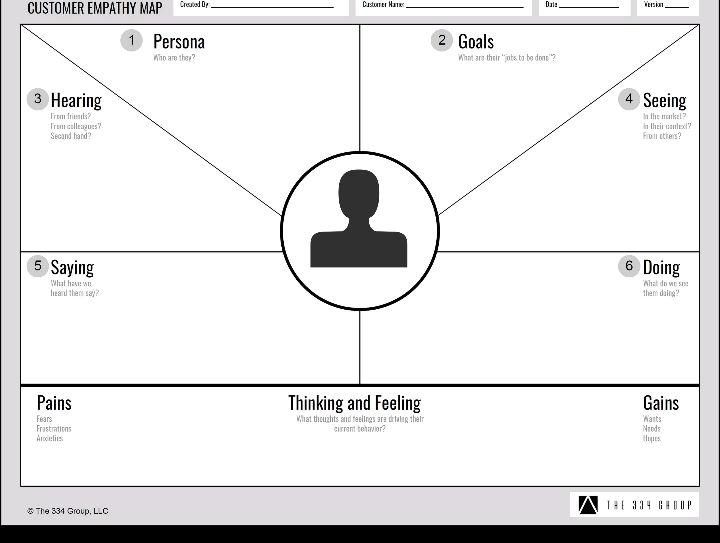 CUSTOMER EMPATHY MAP
Created By:
Customer Name:
Date
Version
1 Persona
Who are they?
2 Goals
What are their "jobs to be done"?
3 Hearing
From friends?
From colleagues?
Second hand?
4 Seeing
In the market?
In their context?
From others?
5 Saying
What have we
heard them say?
6 Doing
What do we see
them doing?
Pains
Fears
Frustrations
Anxieties
Thinking and Feeling
What thoughts and feelings are driving their
current behavior?
Gains
Wants
Needs
Hopes
© The 334 Group, LLC
THE 334 GROUP